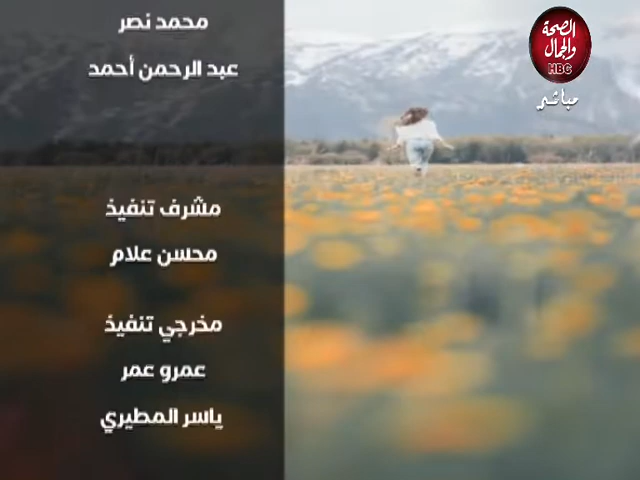 محمد نصر
عبد الرحمن أحمد
مشرف تنفيذ
محسن علام
مخرجي تنفيذ
عمرو عمر
ياسر المطيري
الصحة
والجمال
HBC
مباشر